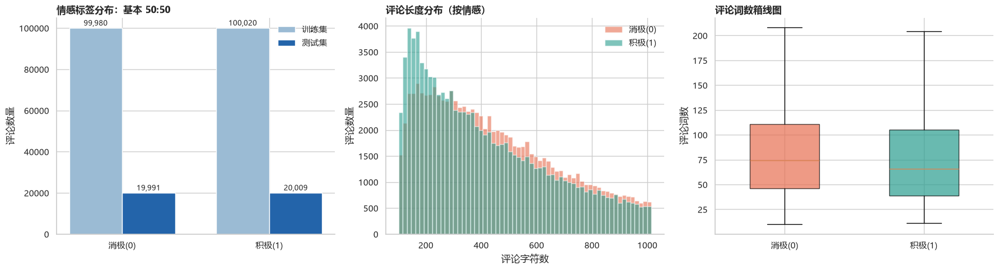 情感标签分布：基本 50:50
评论数量
100000
80000
60000
40000
20000
0
99,980
100,020
19,991
20,009
训练集
测试集
消极(0)
积极(1)
评论长度分布（按情感）
评论数量
4000
3500
3000
2500
2000
1500
1000
500
0
消极(0)
积极(1)
200
400
600
800
1000
评论字符数
评论词数箱线图
评论词数
200
175
150
125
100
75
50
25
消极(0)
积极(1)